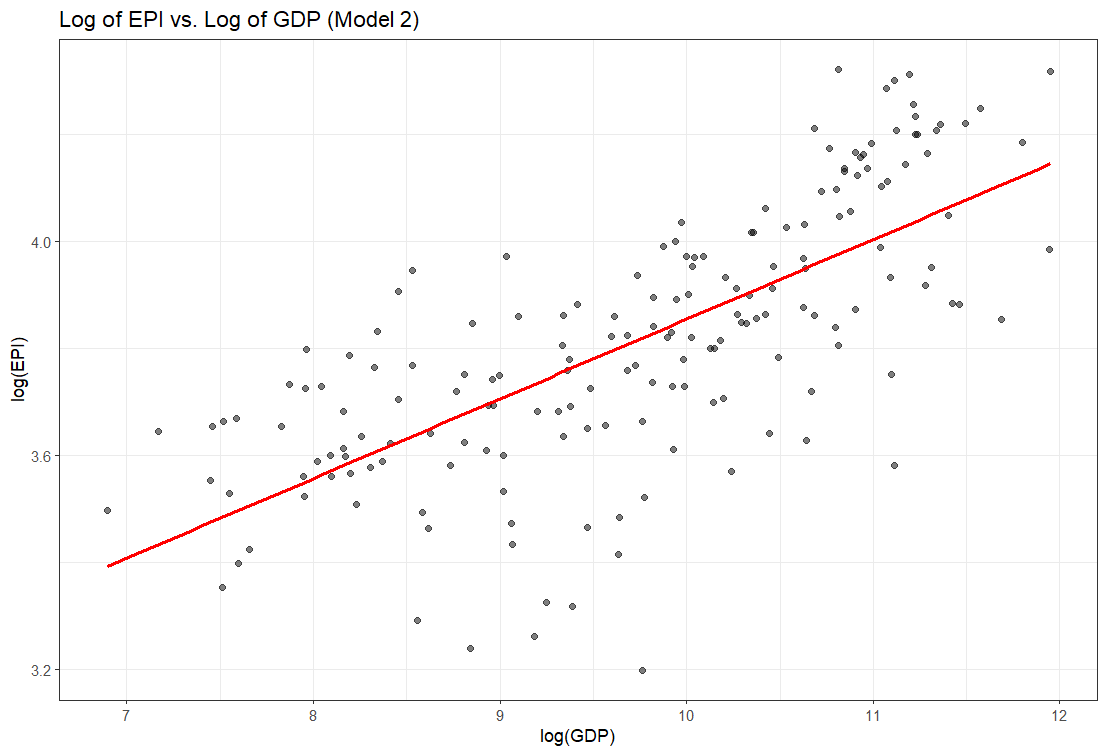 Log of EPI vs. Log of GDP (Model 2)
log(EPI)
4.0
3.6
3.2
7 8 9 10 11 12
log(GDP)